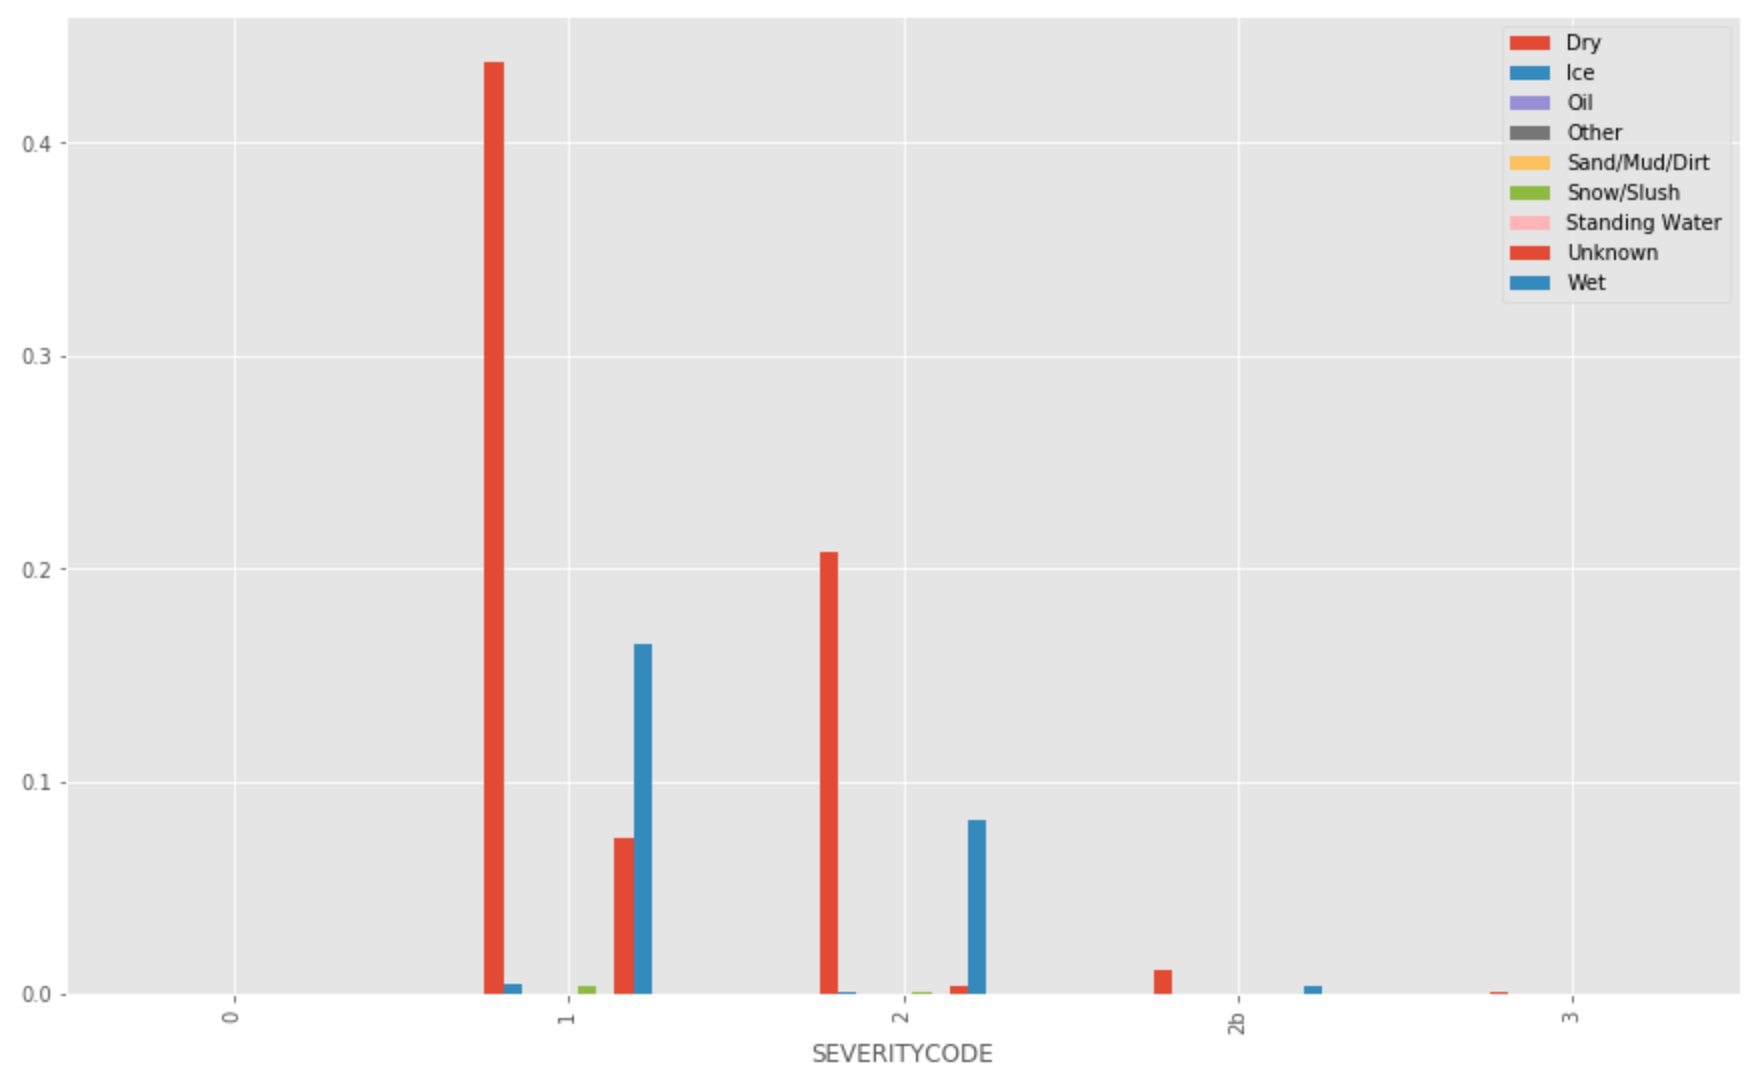 Dry
Ice
Oil
Other
Sand/Mud/Dirt
Snow/Slush
Standing Water
Unknown
Wet
0.4
0.3
0.2
0.1
0.0
0 1 2 2b 3
SEVERITYCODE